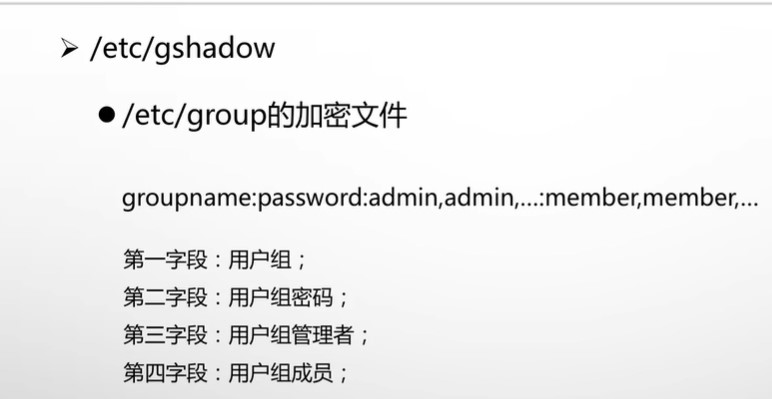 ➢ /etc/gshadow
●/etc/group的加密文件
groupname:password:admin,admin,...:member,member,...
第一字段：用户组；
第二字段：用户组密码；
第三字段：用户组管理者；
第四字段：用户组成员；